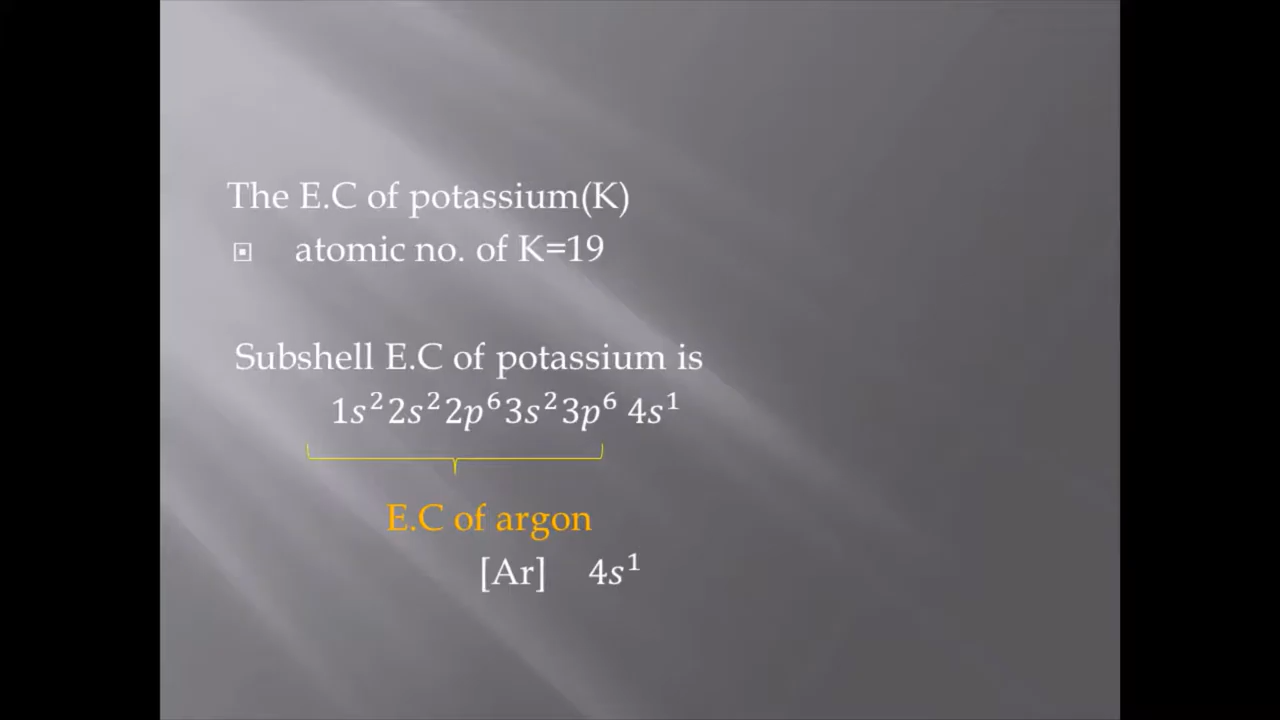 The E.C of potassium(K)
▣ atomic no. of K=19
Subshell E.C of potassium is
1s²2s²2p⁶3s²3p⁶ 4s¹
E.C of argon
[Ar] 4s¹